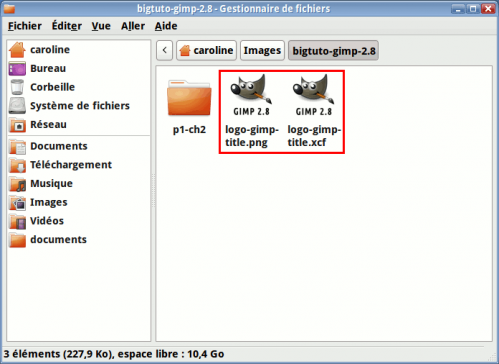 bigtuto-gimp-2.8 - Gestionnaire de fichiers
Fichier Éditer Vue Aller Aide
caroline
Bureau
Corbeille
Système de fichiers
Réseau
Documents
Téléchargement
Musique
Images
Vidéos
documents
< caroline Images bigtuto-gimp-2.8
GIMP 2.8 GIMP 2.8
p1-ch2
logo-gimp-
title.png
logo-gimp-
title.xcf
3 éléments (227,9 Ko), espace libre : 10,4 Go